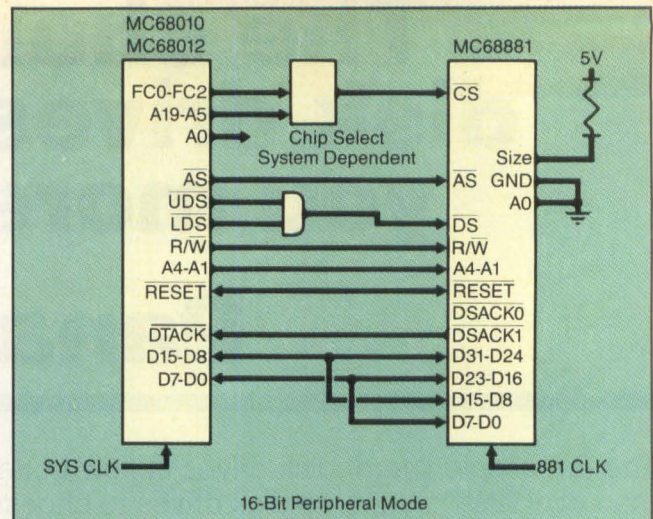 MC68010
MC68012
MC68881
5V
FC0-FC2
A19-A5
A0
CS
Chip Select
System Dependent
Size
GND
A0
AS
AS
UDS
LDS
DS
R/W
R/W
A4-A1
A4-A1
RESET
RESET
DSACK0
DTACK
DSACK1
D15-D8
D31-D24
D7-D0
D23-D16
D15-D8
D7-D0
SYS CLK
881 CLK
16-Bit Peripheral Mode